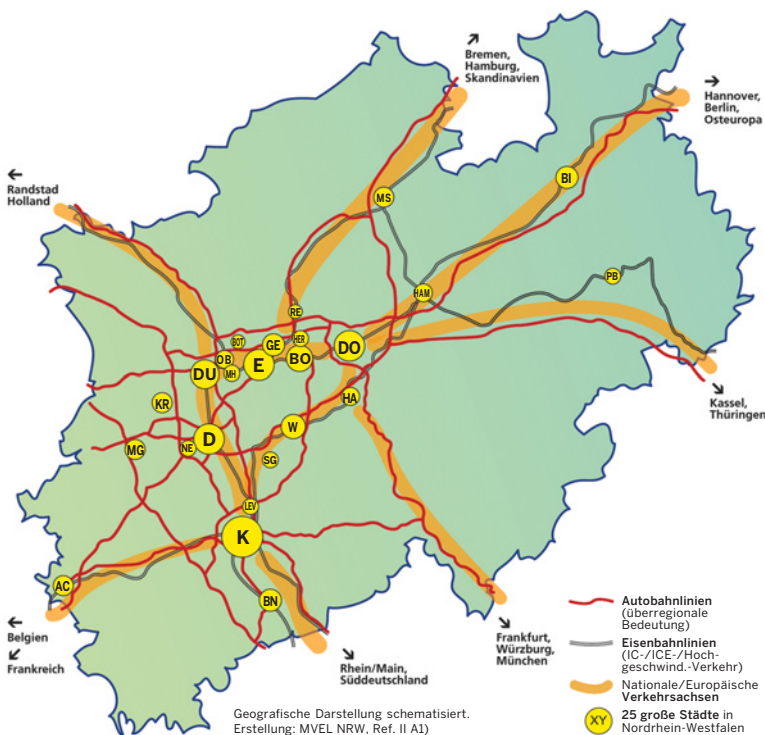 Bremen,
Hamburg,
Skandinavien
Hannover,
Berlin,
Osteuropa
Randstad
Holland
MS
BI
PB
HAM
RE
BOT
GE
HER
DO
OB
E
BO
DU
MH
KR
HA
Kassel,
Thüringen
D
W
MG
NE
SG
LEV
K
AC
BN
Belgien
Frankreich
Rhein/Main,
Süddeutschland
Frankfurt,
Würzburg,
München
Autobahnlinien
(überregionale
Bedeutung)
Eisenbahnlinien
(IC-/ICE-/Hoch-
geschwind.-Verkehr)
Nationale/Europäische
Verkehrsachsen
XY
25 große Städte in
Nordrhein-Westfalen
Geografische Darstellung schematisiert.
Erstellung: MVEL NRW, Ref. II A1)